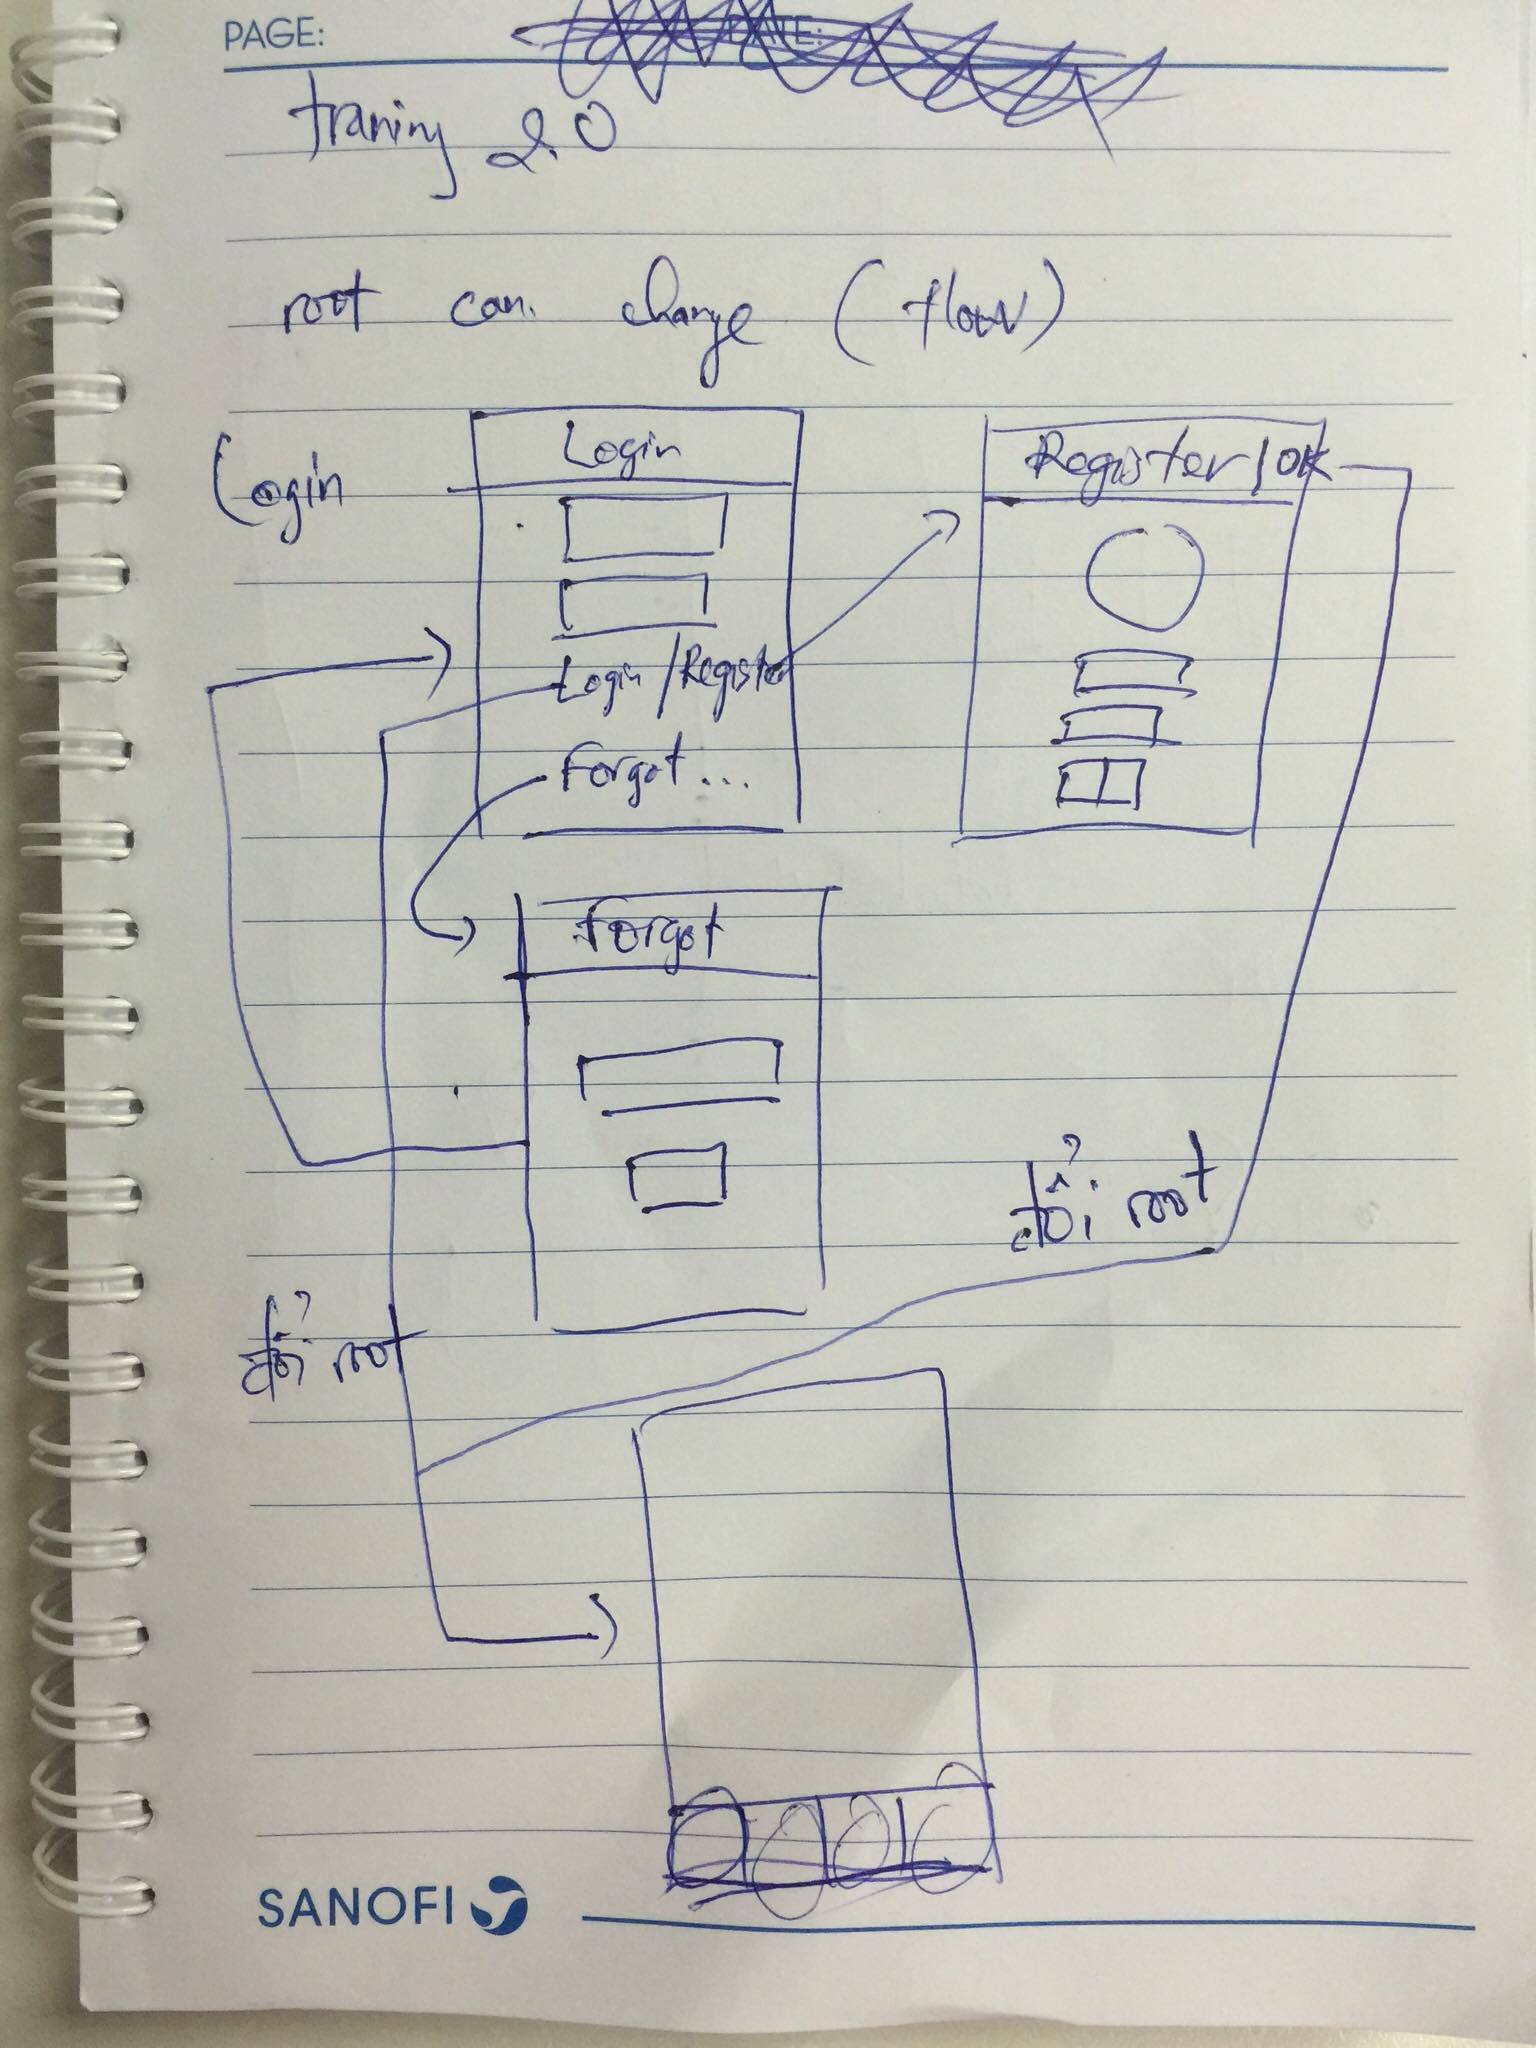 PAGE:
DATE:
traning 2.0
root can change (flow)
Login
Login
Register/OK
Login/Register
Forgot...
Forgot
đổi root
đổi root
SANOFI